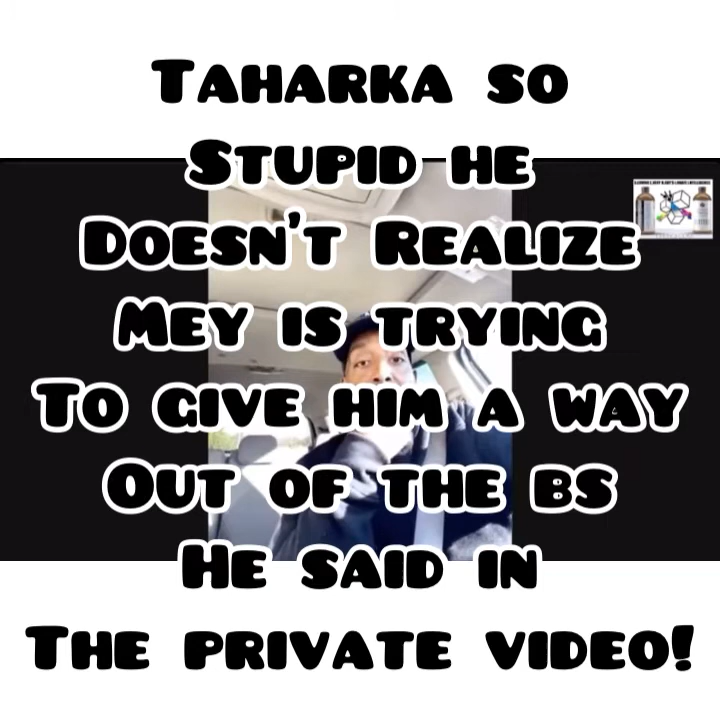 Taharka so
Stupid he
Doesn't Realize
Mey is trying
To give him a way
Out of the BS
He said in
The private video!